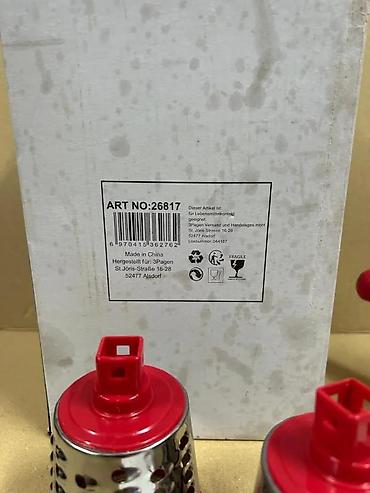 ART NO:26817
6 970415 362762
Made in China
Hergestellt für: 3Pagen
St.Jöris-Straße 16-28
52477 Alsdorf
Dieser Artikel ist
für Lebensmittelkontakt
geeignet.
3Pagen Versand und Handelsges.mbH
St. Jöris Strasse 16-28
52477 Alsdorf
Losnummer: 044187
FRAGILE